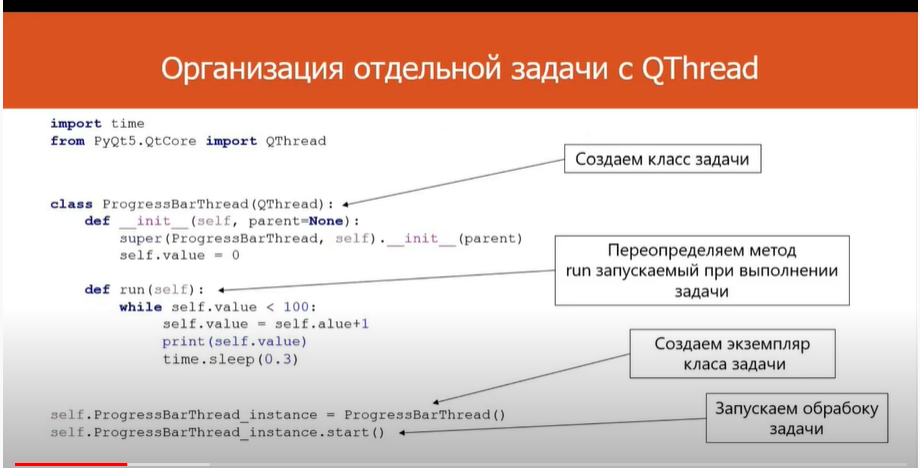 Организация отдельной задачи с QThread
import time
from PyQt5.QtCore import QThread
Создаем класс задачи
class ProgressBarThread(QThread):
def __init__(self, parent=None):
super(ProgressBarThread, self).__init__(parent)
self.value = 0
Переопределяем метод
run запускаемый при выполнении
задачи
def run(self):
while self.value < 100:
self.value = self.alue+1
print(self.value)
time.sleep(0.3)
Создаем экземпляр
класа задачи
self.ProgressBarThread_instance = ProgressBarThread()
self.ProgressBarThread_instance.start()
Запускаем обрабоку
задачи